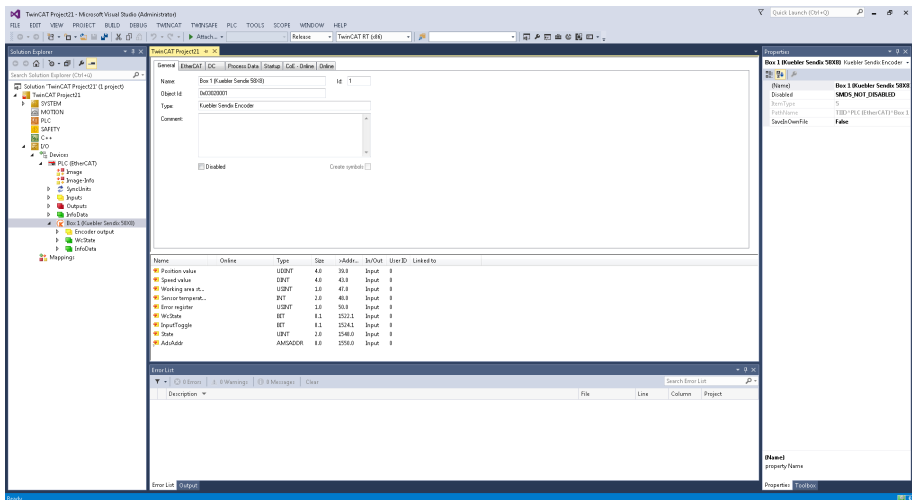 TwinCAT Project21 - Microsoft Visual Studio (Administrator)
Quick Launch (Ctrl+Q)
FILE EDIT VIEW PROJECT BUILD DEBUG TWINCAT TWINSAFE PLC TOOLS SCOPE WINDOW HELP
Attach... Release TwinCAT RT (x86)
Solution Explorer
Search Solution Explorer (Ctrl+ü)
Solution 'TwinCAT Project21' (1 project)
TwinCAT Project21
SYSTEM
MOTION
PLC
SAFETY
C++
I/O
Devices
PLC (EtherCAT)
Image
Image-Info
SyncUnits
Inputs
Outputs
InfoData
Box 1 (Kuebler Sendix 58X8)
Encoder output
WcState
InfoData
Mappings
TwinCAT Project21
General EtherCAT DC Process Data Startup CoE - Online Online
Name: Box 1 (Kuebler Sendix 58X8) Id: 1
Object Id: 0x03020001
Type: Kuebler Sendix Encoder
Comment:
Disabled Create symbols
Name Online Type Size >Addr... In/Out User ID Linked to
Position value UDINT 4.0 39.0 Input 0
Speed value DINT 4.0 43.0 Input 0
Working area st... USINT 1.0 47.0 Input 0
Sensor temperat... INT 2.0 48.0 Input 0
Error register USINT 1.0 50.0 Input 0
WcState BIT 0.1 1522.1 Input 0
InputToggle BIT 0.1 1524.1 Input 0
State UINT 2.0 1548.0 Input 0
AdsAddr AMSADDR 8.0 1550.0 Input 0
Error List
0 Errors 0 Warnings 0 Messages Clear
Search Error List
Description File Line Column Project
Error List Output
Properties
Box 1 (Kuebler Sendix 58X8) Kuebler Sendix Encoder
(Name) Box 1 (Kuebler Sendix 58X8
Disabled SMDS_NOT_DISABLED
ItemType 5
PathName TIID^PLC (EtherCAT)^Box 1
SaveInOwnFile False
(Name)
property Name
Properties Toolbox
Ready